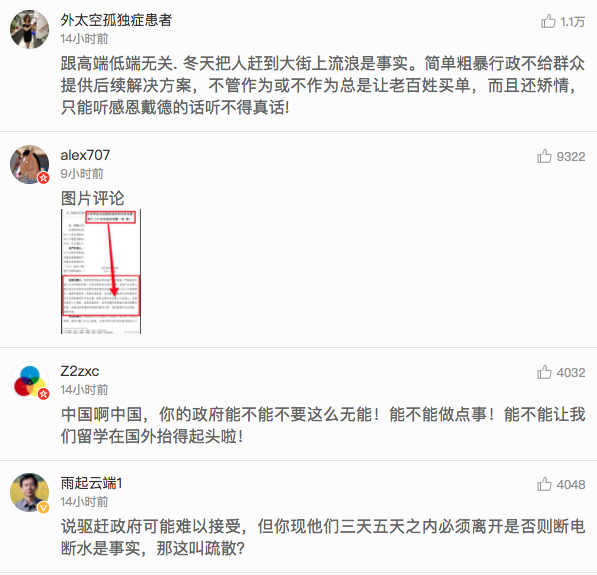 外太空孤独症患者
1.1万
14小时前
跟高端低端无关. 冬天把人赶到大街上流浪是事实。简单粗暴行政不给群众
提供后续解决方案，不管作为或不作为总是让老百姓买单，而且还矫情，
只能听感恩戴德的话听不得真话!
alex707
9322
9小时前
图片评论
Z2zxc
4032
14小时前
中国啊中国，你的政府能不能不要这么无能！能不能做点事！能不能让我
们留学在国外抬得起头啦！
雨起云端1
4048
14小时前
说驱赶政府可能难以接受，但你现他们三天五天之内必须离开是否则断电
断水是事实，那这叫疏散？